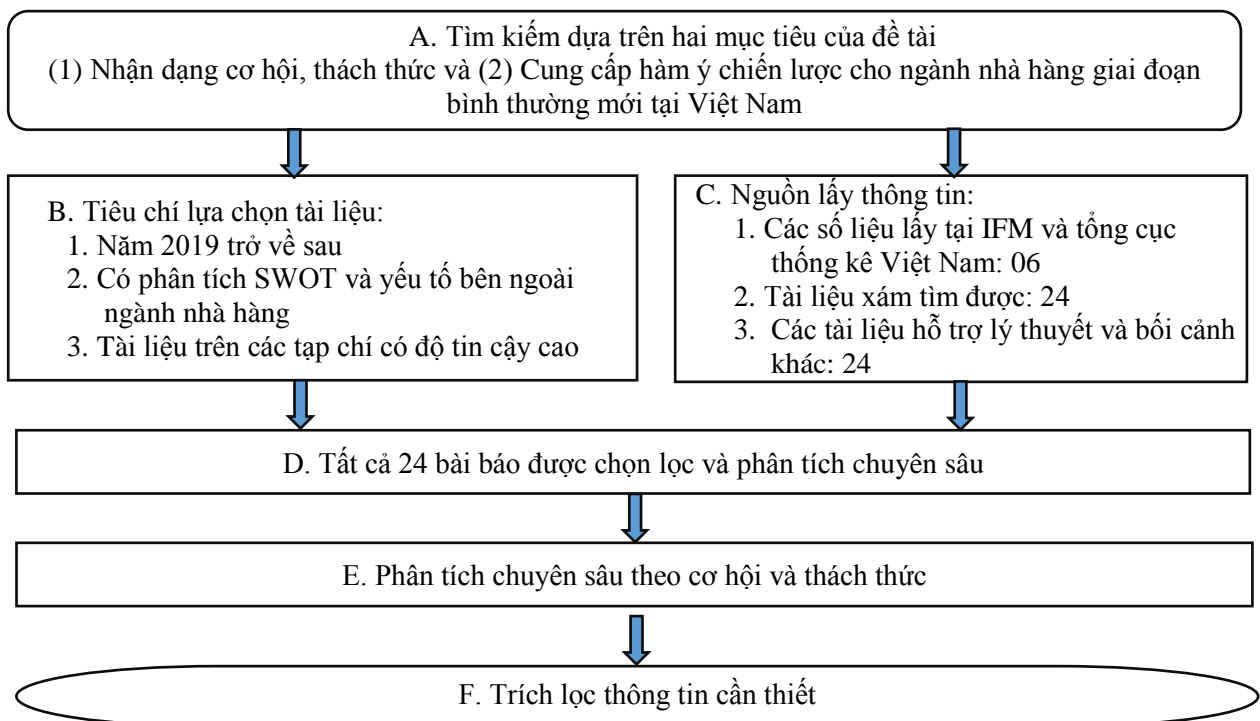 A. Tìm kiếm dựa trên hai mục tiêu của đề tài
(1) Nhận dạng cơ hội, thách thức và (2) Cung cấp hàm ý chiến lược cho ngành nhà hàng giai đoạn
bình thường mới tại Việt Nam
B. Tiêu chí lựa chọn tài liệu:
1. Năm 2019 trở về sau
2. Có phân tích SWOT và yếu tố bên ngoài
ngành nhà hàng
3. Tài liệu trên các tạp chí có độ tin cậy cao
C. Nguồn lấy thông tin:
1. Các số liệu lấy tại IFM và tổng cục
thống kê Việt Nam: 06
2. Tài liệu xám tìm được: 24
3. Các tài liệu hỗ trợ lý thuyết và bối cảnh
khác: 24
D. Tất cả 24 bài báo được chọn lọc và phân tích chuyên sâu
E. Phân tích chuyên sâu theo cơ hội và thách thức
F. Trích lọc thông tin cần thiết